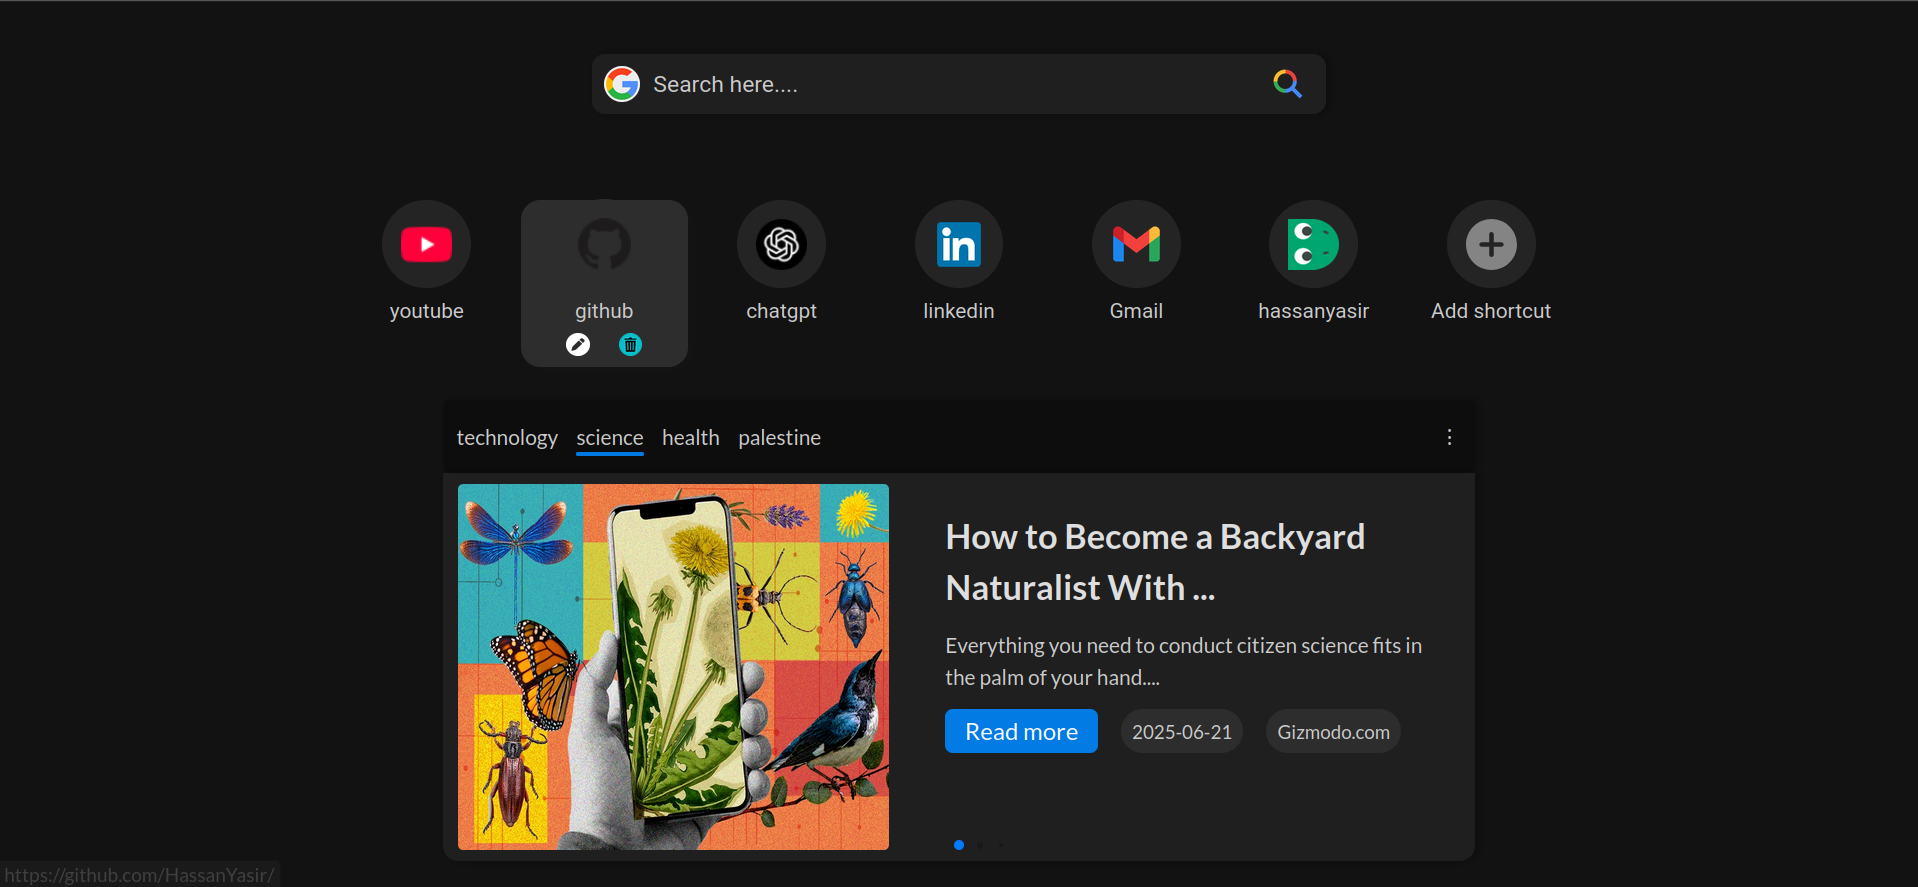 Search here....
youtube
github
chatgpt
linkedin
Gmail
hassanyasir
Add shortcut
technology science health palestine
How to Become a Backyard
Naturalist With ...
Everything you need to conduct citizen science fits in
the palm of your hand....
Read more
2025-06-21
Gizmodo.com
https://github.com/HassanYasir/